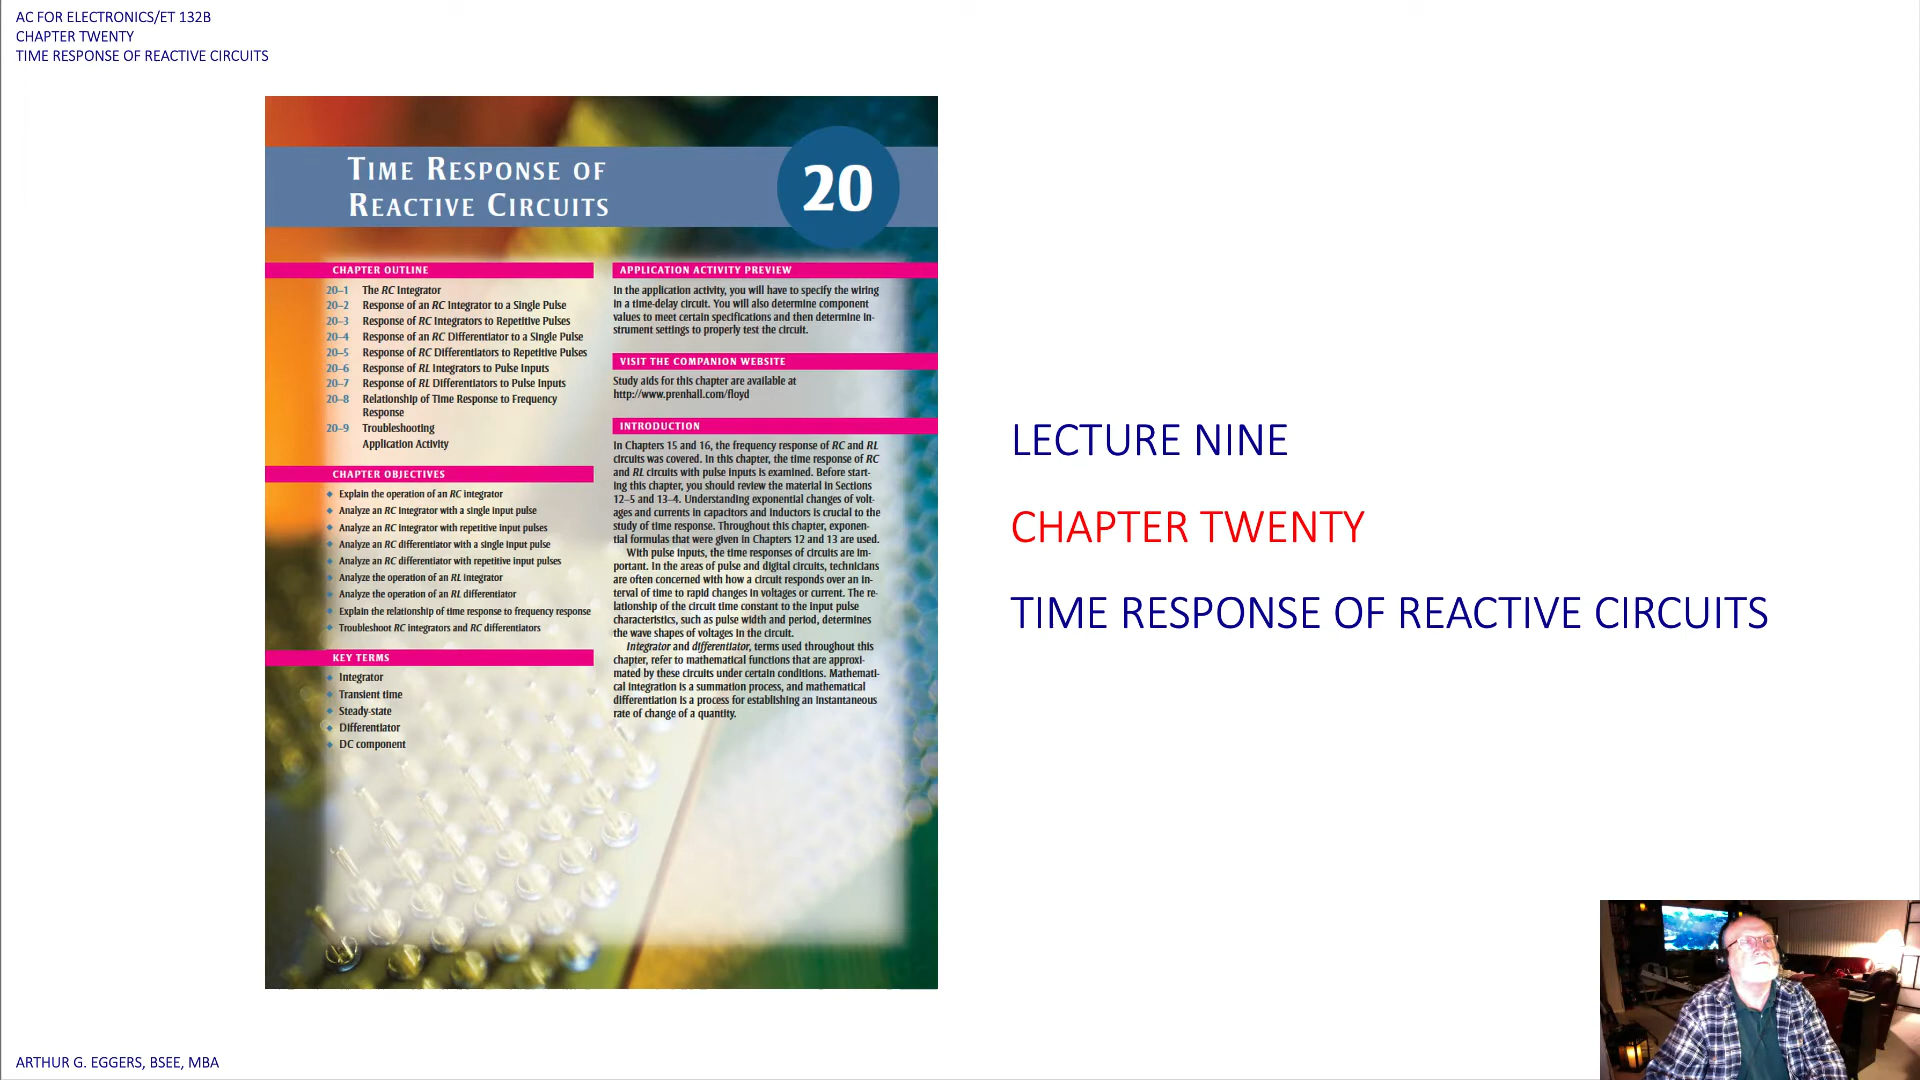 AC FOR ELECTRONICS/ET 132B
CHAPTER TWENTY
TIME RESPONSE OF REACTIVE CIRCUITS
TIME RESPONSE OF
REACTIVE CIRCUITS
20
CHAPTER OUTLINE
20–1 The RC Integrator
20–2 Response of an RC Integrator to a Single Pulse
20–3 Response of RC Integrators to Repetitive Pulses
20–4 Response of an RC Differentiator to a Single Pulse
20–5 Response of RC Differentiators to Repetitive Pulses
20–6 Response of RL Integrators to Pulse Inputs
20–7 Response of RL Differentiators to Pulse Inputs
20–8 Relationship of Time Response to Frequency
Response
20–9 Troubleshooting
Application Activity
CHAPTER OBJECTIVES
Explain the operation of an RC integrator
Analyze an RC integrator with a single input pulse
Analyze an RC integrator with repetitive input pulses
Analyze an RC differentiator with a single input pulse
Analyze an RC differentiator with repetitive input pulses
Analyze the operation of an RL integrator
Analyze the operation of an RL differentiator
Explain the relationship of time response to frequency response
Troubleshoot RC integrators and RC differentiators
KEY TERMS
Integrator
Transient time
Steady-state
Differentiator
DC component
APPLICATION ACTIVITY PREVIEW
In the application activity, you will have to specify the wiring
in a time-delay circuit. You will also determine component
values to meet certain specifications and then determine in-
strument settings to properly test the circuit.
VISIT THE COMPANION WEBSITE
Study aids for this chapter are available at
http://www.prenhall.com/floyd
INTRODUCTION
In Chapters 15 and 16, the frequency response of RC and RL
circuits was covered. In this chapter, the time response of RC
and RL circuits with pulse inputs is examined. Before start-
ing this chapter, you should review the material in Sections
12–5 and 13–4. Understanding exponential changes of volt-
ages and currents in capacitors and inductors is crucial to the
study of time response. Throughout this chapter, exponen-
tial formulas that were given in Chapters 12 and 13 are used.
With pulse inputs, the time responses of circuits are im-
portant. In the areas of pulse and digital circuits, technicians
are often concerned with how a circuit responds over an in-
terval of time to rapid changes in voltages or current. The re-
lationship of the circuit time constant to the input pulse
characteristics, such as pulse width and period, determines
the wave shapes of voltages in the circuit.
Integrator and differentiator, terms used throughout this
chapter, refer to mathematical functions that are approxi-
mated by these circuits under certain conditions. Mathemati-
cal integration is a summation process, and mathematical
differentiation is a process for establishing an instantaneous
rate of change of a quantity.
LECTURE NINE
CHAPTER TWENTY
TIME RESPONSE OF REACTIVE CIRCUITS
ARTHUR G. EGGERS, BSEE, MBA